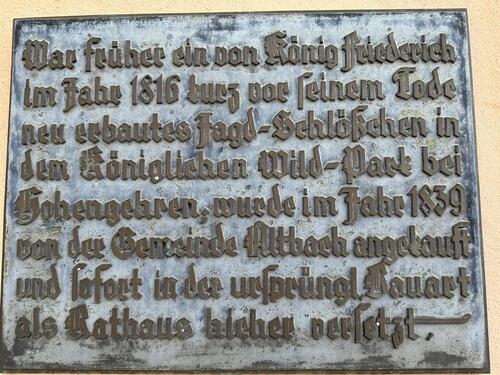 War früher ein von König Friederich
im Jahr 1816 kurz vor seinem Tode
neu erbautes Jagd-Schlößchen in
dem Königlichen Wild-Park bei
Hohengehren, wurde im Jahr 1839
von der Gemeinde Altbach angekauft
und sofort in der ursprüngl. Bauart
als Rathaus hieher versetzt.